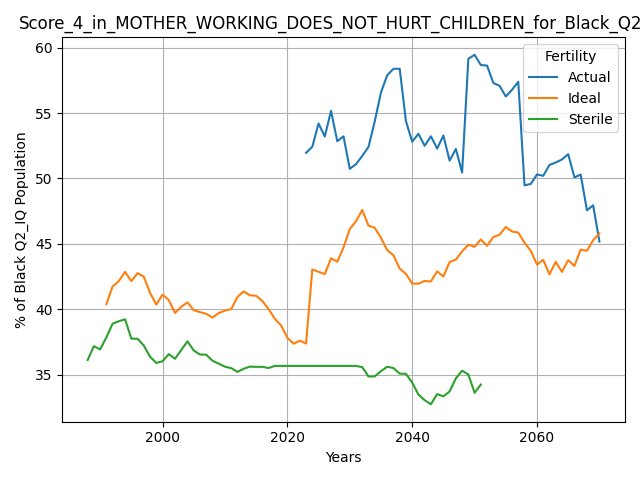 Score_4_in_MOTHER_WORKING_DOES_NOT_HURT_CHILDREN_for_Black_Q2
Fertility
Actual
Ideal
Sterile
% of Black Q2_IQ Population
60
55
50
45
40
35
2000
2020
2040
2060
Years